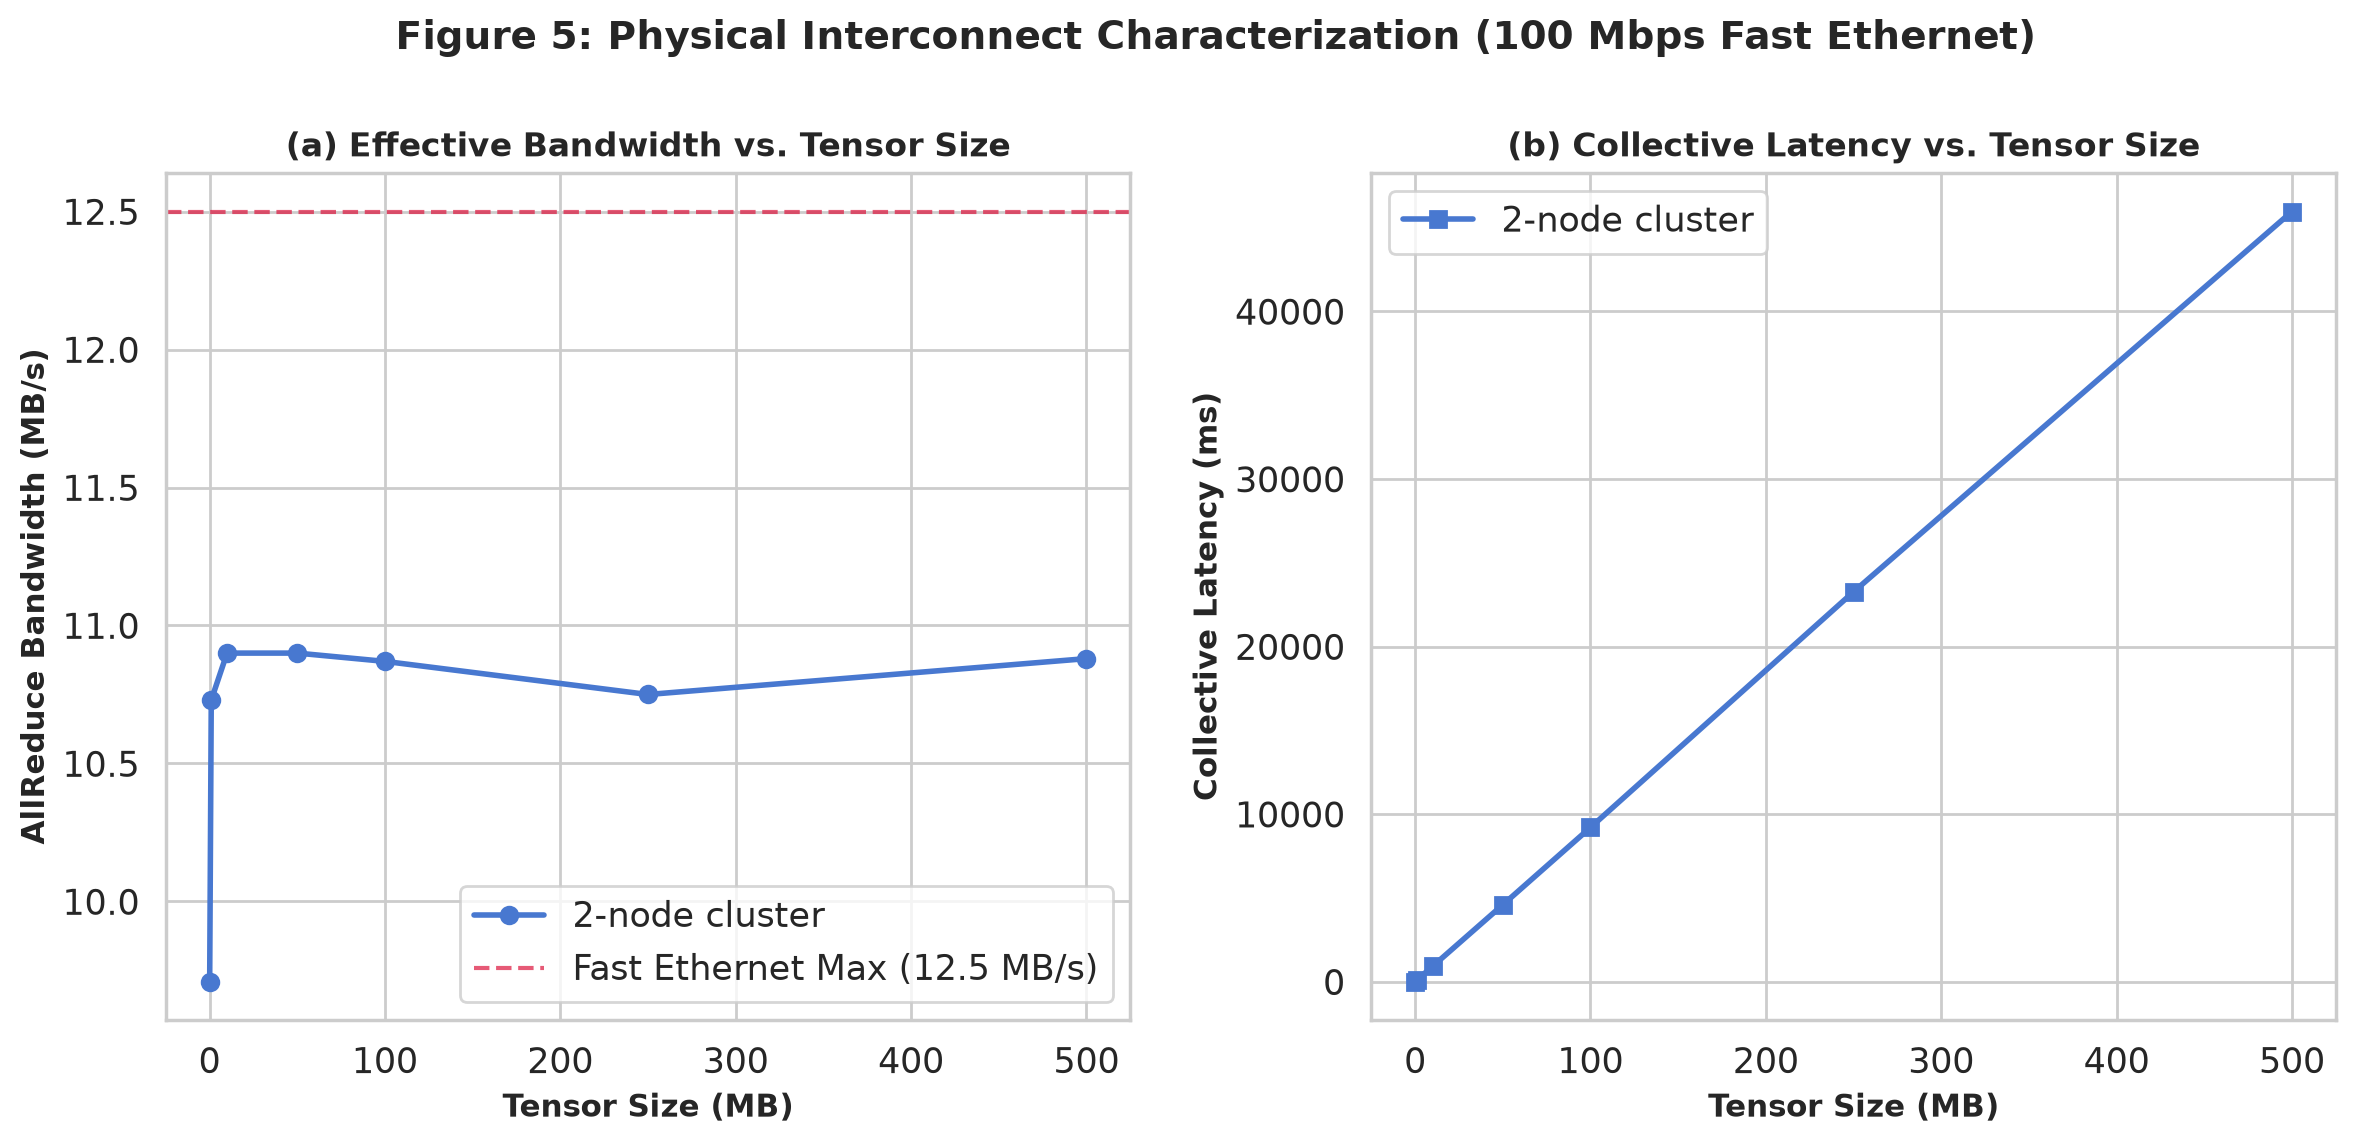 Figure 5: Physical Interconnect Characterization (100 Mbps Fast Ethernet)
(a) Effective Bandwidth vs. Tensor Size
AllReduce Bandwidth (MB/s)
12.5
12.0
11.5
11.0
10.5
10.0
2-node cluster
Fast Ethernet Max (12.5 MB/s)
0 100 200 300 400 500
Tensor Size (MB)
(b) Collective Latency vs. Tensor Size
2-node cluster
Collective Latency (ms)
40000
30000
20000
10000
0
0 100 200 300 400 500
Tensor Size (MB)